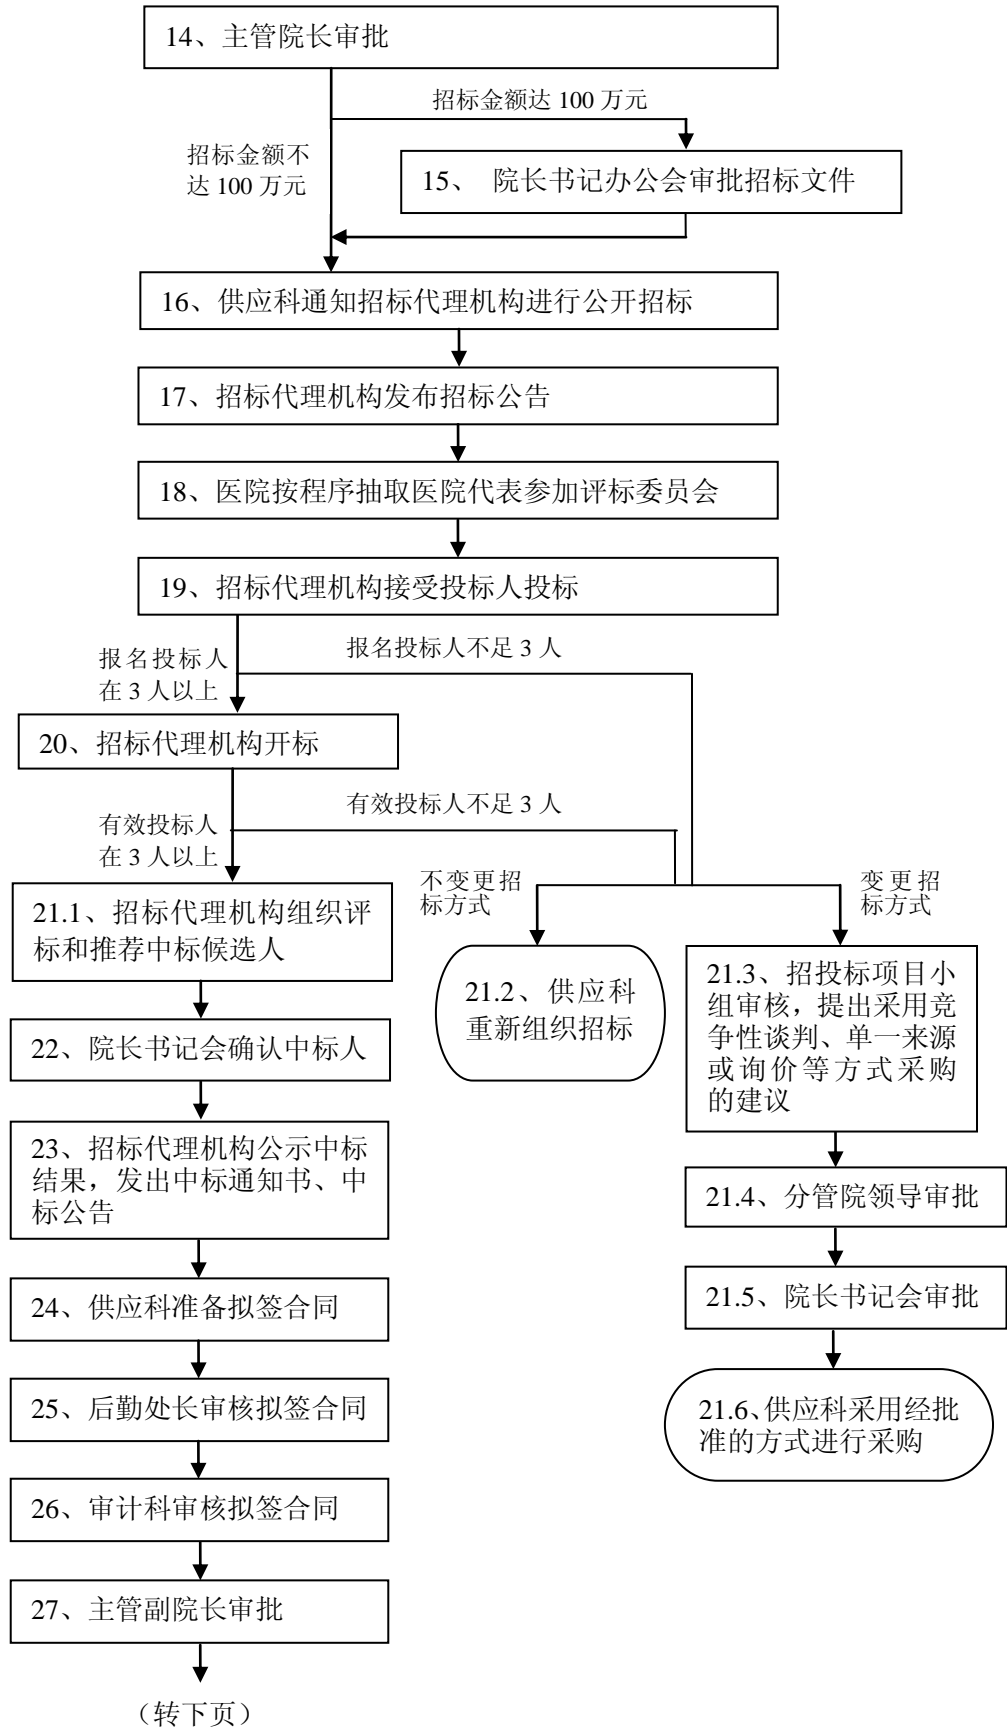 14、主管院长审批
招标金额达 100 万元
招标金额不
达 100 万元
15、 院长书记办公会审批招标文件
16、供应科通知招标代理机构进行公开招标
17、招标代理机构发布招标公告
18、医院按程序抽取医院代表参加评标委员会
19、招标代理机构接受投标人投标
报名投标人不足 3 人
报名投标人
在 3 人以上
20、招标代理机构开标
有效投标人不足 3 人
有效投标人
在 3 人以上
不变更招
标方式
变更招
标方式
21.1、招标代理机构组织评
标和推荐中标候选人
21.2、供应科
重新组织招标
21.3、招投标项目小
组审核，提出采用竞
争性谈判、单一来源
或询价等方式采购
的建议
22、院长书记会确认中标人
23、招标代理机构公示中标
结果，发出中标通知书、中
标公告
21.4、分管院领导审批
24、供应科准备拟签合同
21.5、院长书记会审批
25、后勤处长审核拟签合同
21.6、供应科采用经批
准的方式进行采购
26、审计科审核拟签合同
27、主管副院长审批
（转下页）